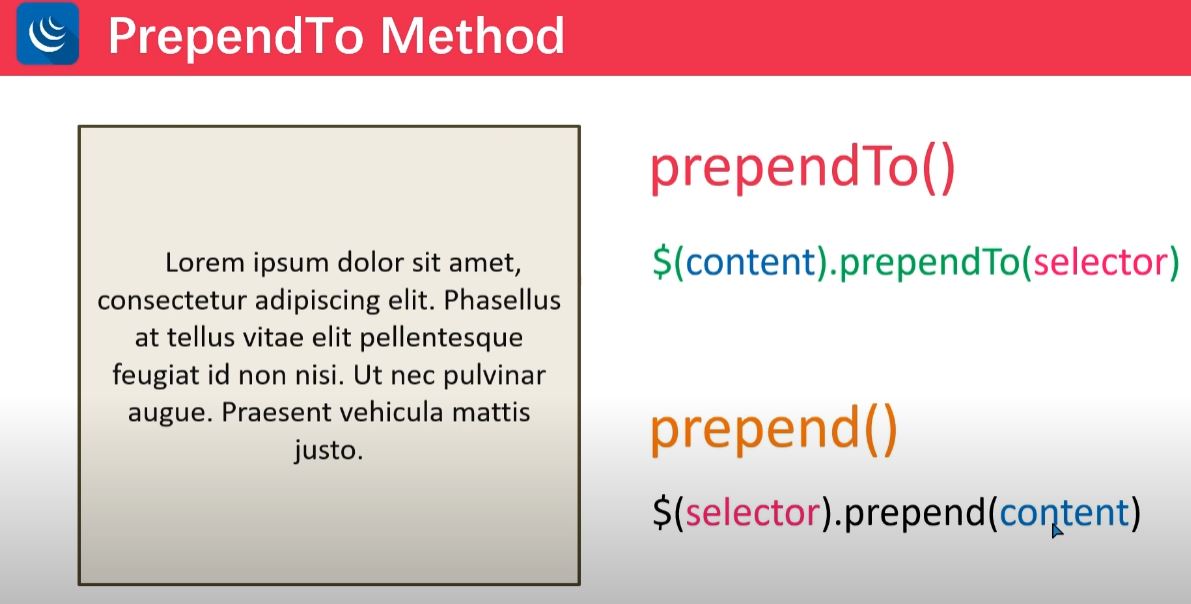 PrependTo Method
Lorem ipsum dolor sit amet,
consectetur adipiscing elit. Phasellus
at tellus vitae elit pellentesque
feugiat id non nisi. Ut nec pulvinar
augue. Praesent vehicula mattis
justo.
prependTo()
$(content).prependTo(selector)
prepend()
$(selector).prepend(content)